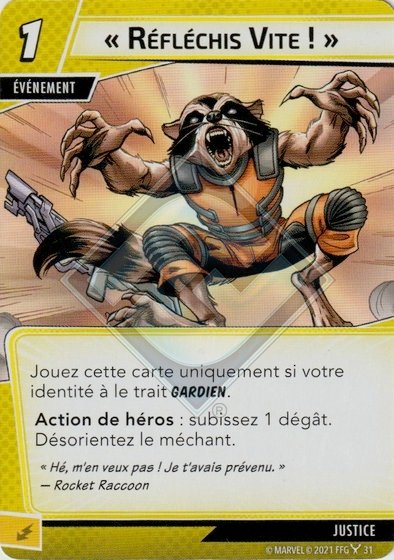 1
« Réfléchis Vite ! »
ÉVÉNEMENT
Jouez cette carte uniquement si votre
identité à le trait GARDIEN.
Action de héros : subissez 1 dégât.
Désorientez le méchant.
« Hé, m'en veux pas ! Je t'avais prévenu. »
— Rocket Raccoon
JUSTICE
© MARVEL © 2021 FFG 31